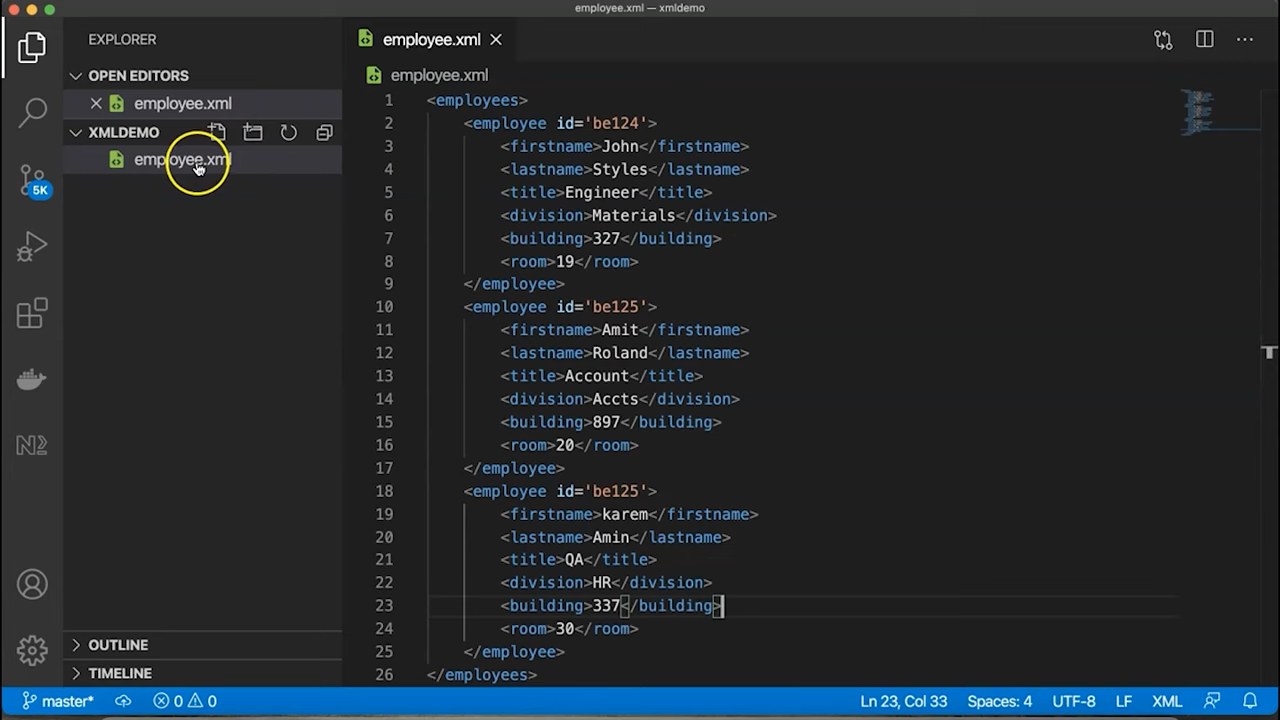 employee.xml — xmldemo
EXPLORER
OPEN EDITORS
employee.xml
XMLDEMO
employee.xml
5K
OUTLINE
TIMELINE
employee.xml
employee.xml
1 <employees>
2 <employee id='be124'>
3 <firstname>John</firstname>
4 <lastname>Styles</lastname>
5 <title>Engineer</title>
6 <division>Materials</division>
7 <building>327</building>
8 <room>19</room>
9 </employee>
10 <employee id='be125'>
11 <firstname>Amit</firstname>
12 <lastname>Roland</lastname>
13 <title>Account</title>
14 <division>Accts</division>
15 <building>897</building>
16 <room>20</room>
17 </employee>
18 <employee id='be125'>
19 <firstname>karem</firstname>
20 <lastname>Amin</lastname>
21 <title>QA</title>
22 <division>HR</division>
23 <building>337</building>
24 <room>30</room>
25 </employee>
26 </employees>
master* 0 0 Ln 23, Col 33 Spaces: 4 UTF-8 LF XML